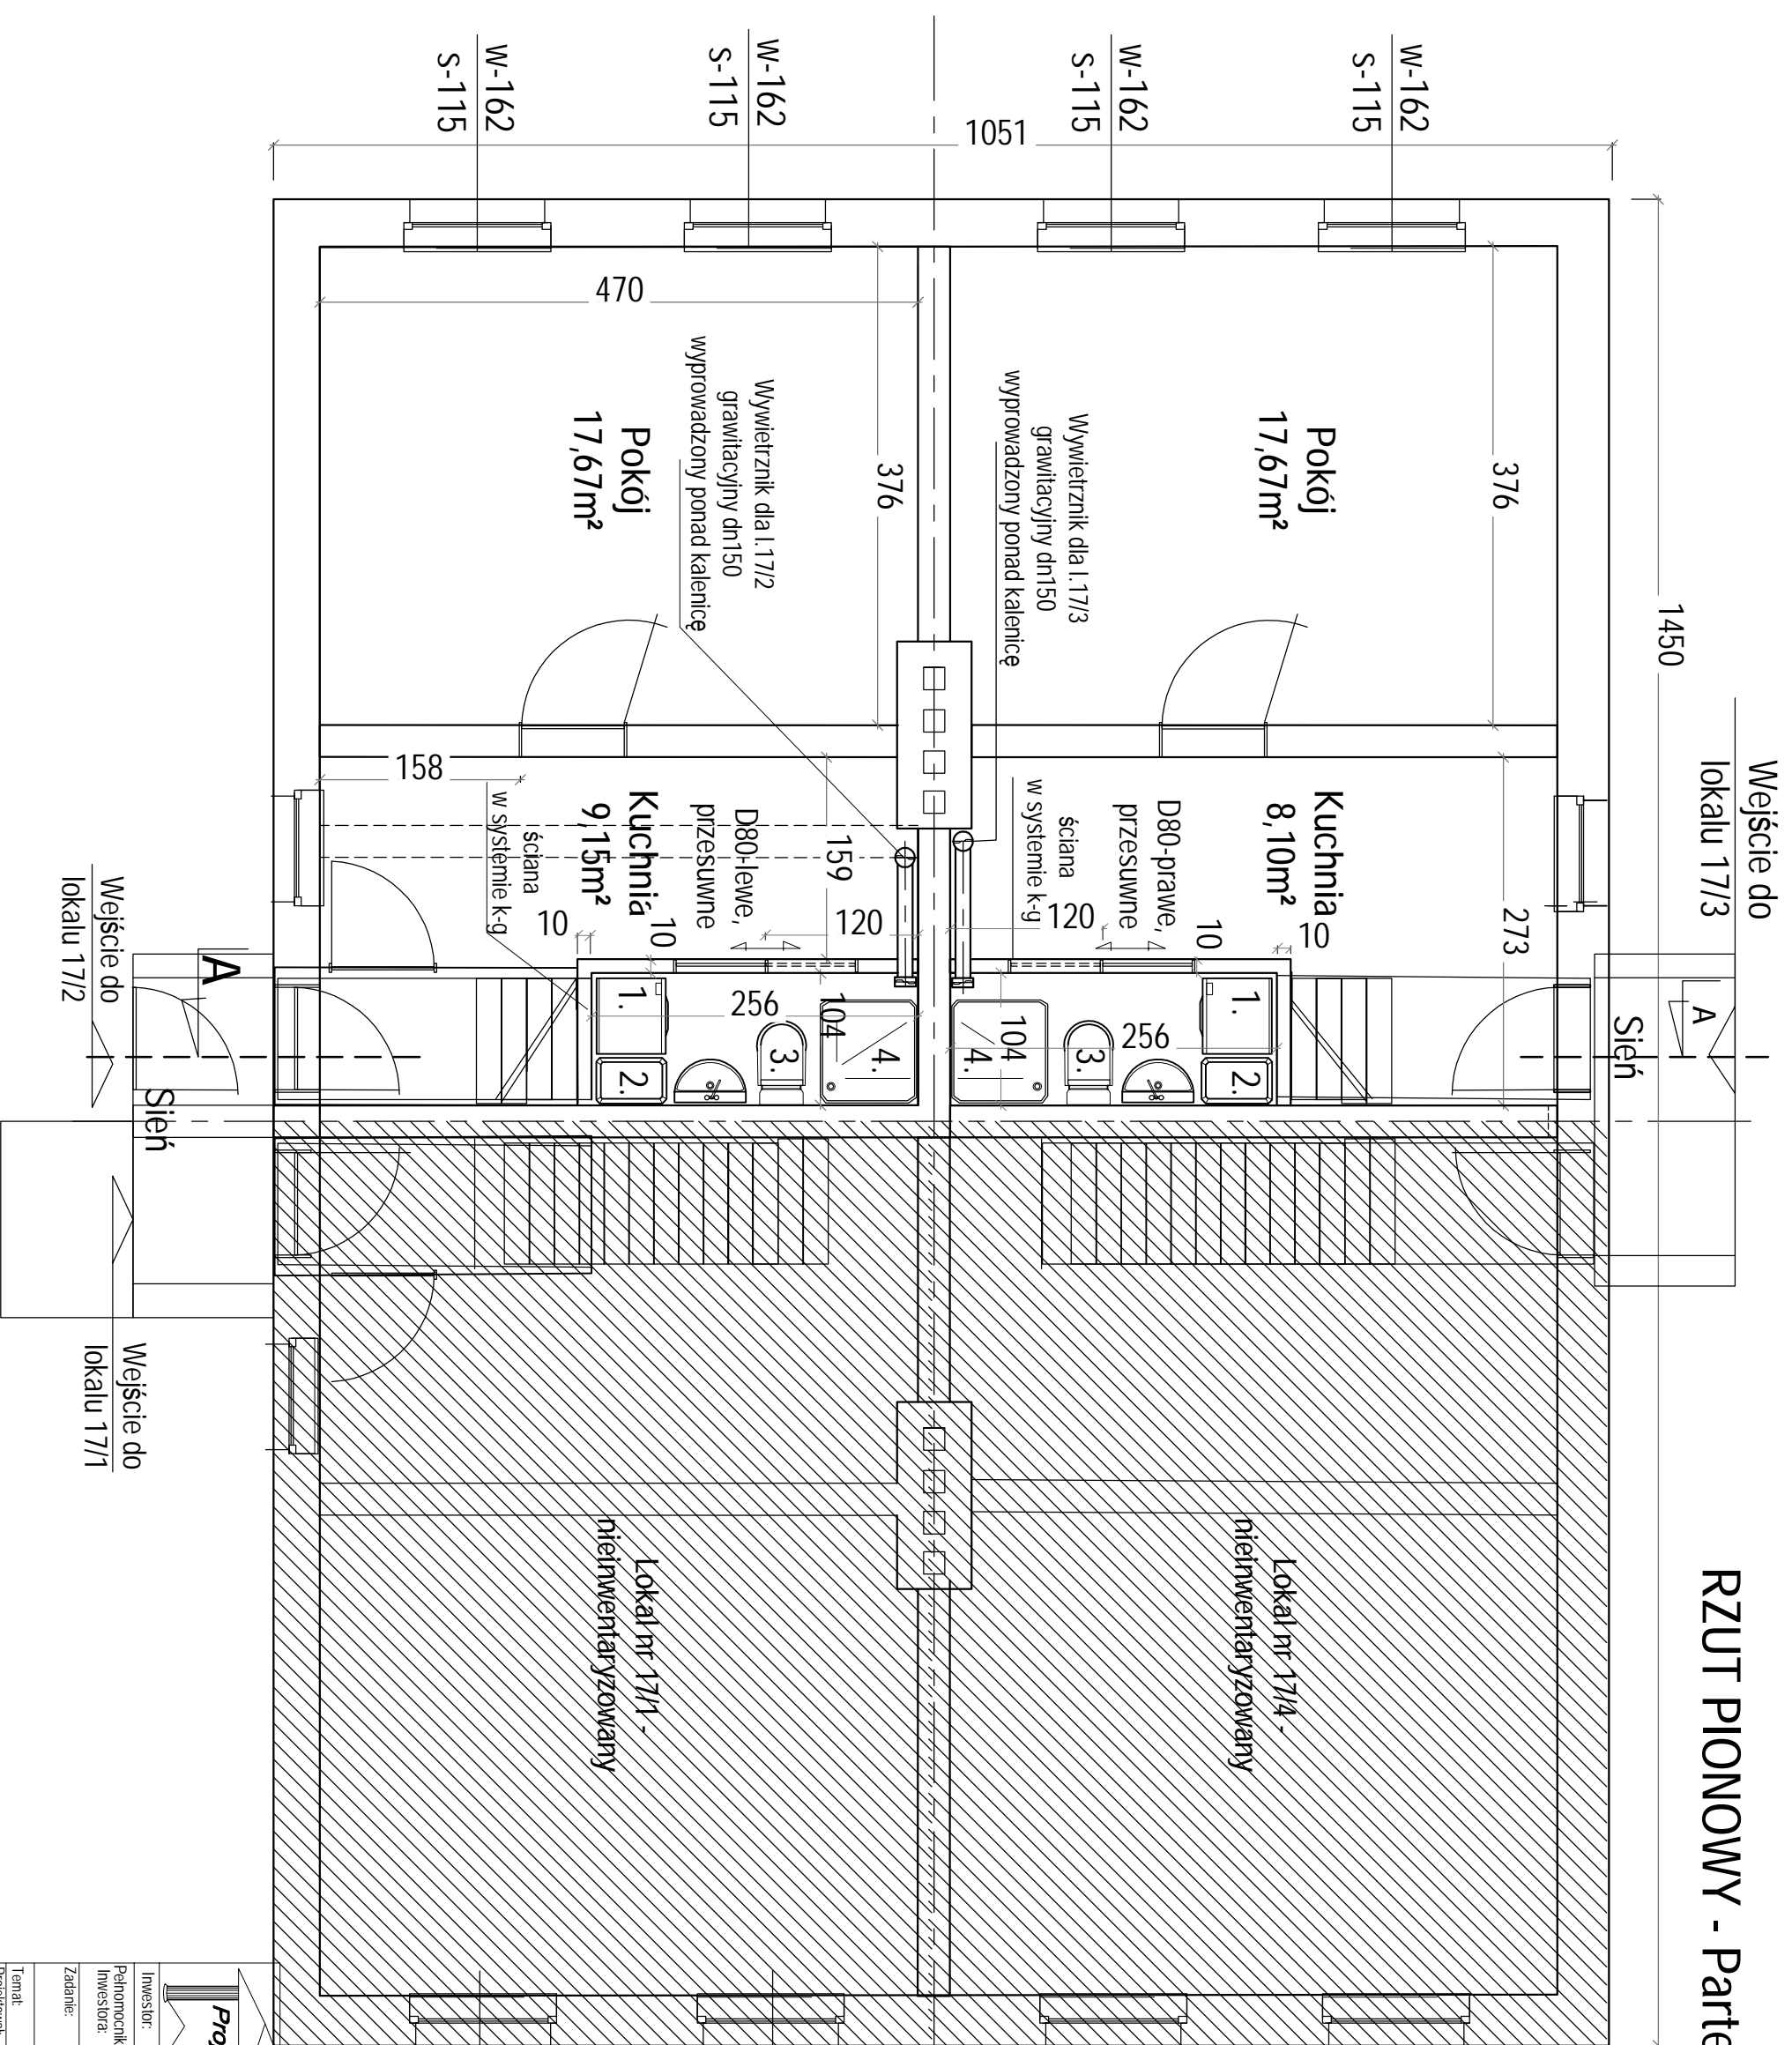 RZUT PIONOWY - Parte
1450
Wejście do
lokalu 17/3
Sień
A
W-162
S-115
W-162
S-115
W-162
S-115
W-162
S-115
1051
376
Pokój
17,67m²
273
Kuchnia
8,10m²
10
D80-prawe,
przesuwne
10
120
ściana
w systemie k-g
Wywietrznik dla l.17/3
grawitacyjny dn150
wyprowadzony ponad kalenicę
1.
2.
3.
4.
256
104
Lokal nr 17/4 -
nieinwentaryzowany
376
470
Wywietrznik dla l.17/2
grawitacyjny dn150
wyprowadzony ponad kalenicę
Pokój
17,67m²
159
120
D80-lewe,
przesuwne
10
Kuchnia
9,15m²
10
ściana
w systemie k-g
158
104
256
1.
2.
3.
4.
Lokal nr 17/1 -
nieinwentaryzowany
A
Sień
Wejście do
lokalu 17/2
Wejście do
lokalu 17/1
Pro
Inwestor:
Pełnomocnik
Inwestora:
Zadanie:
Temat: